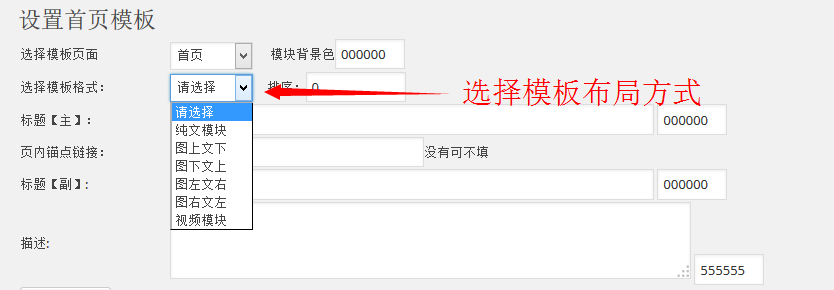 设置首页模板
选择模板页面 首页 模块背景色 000000
选择模板格式： 请选择 排序： 0 选择模板布局方式
请选择
标题【主】： 纯文模块 000000
图上文下
页内锚点链接： 图下文上 没有可不填
标题【副】： 图左文右 000000
图右文左
视频模块
描述:
555555